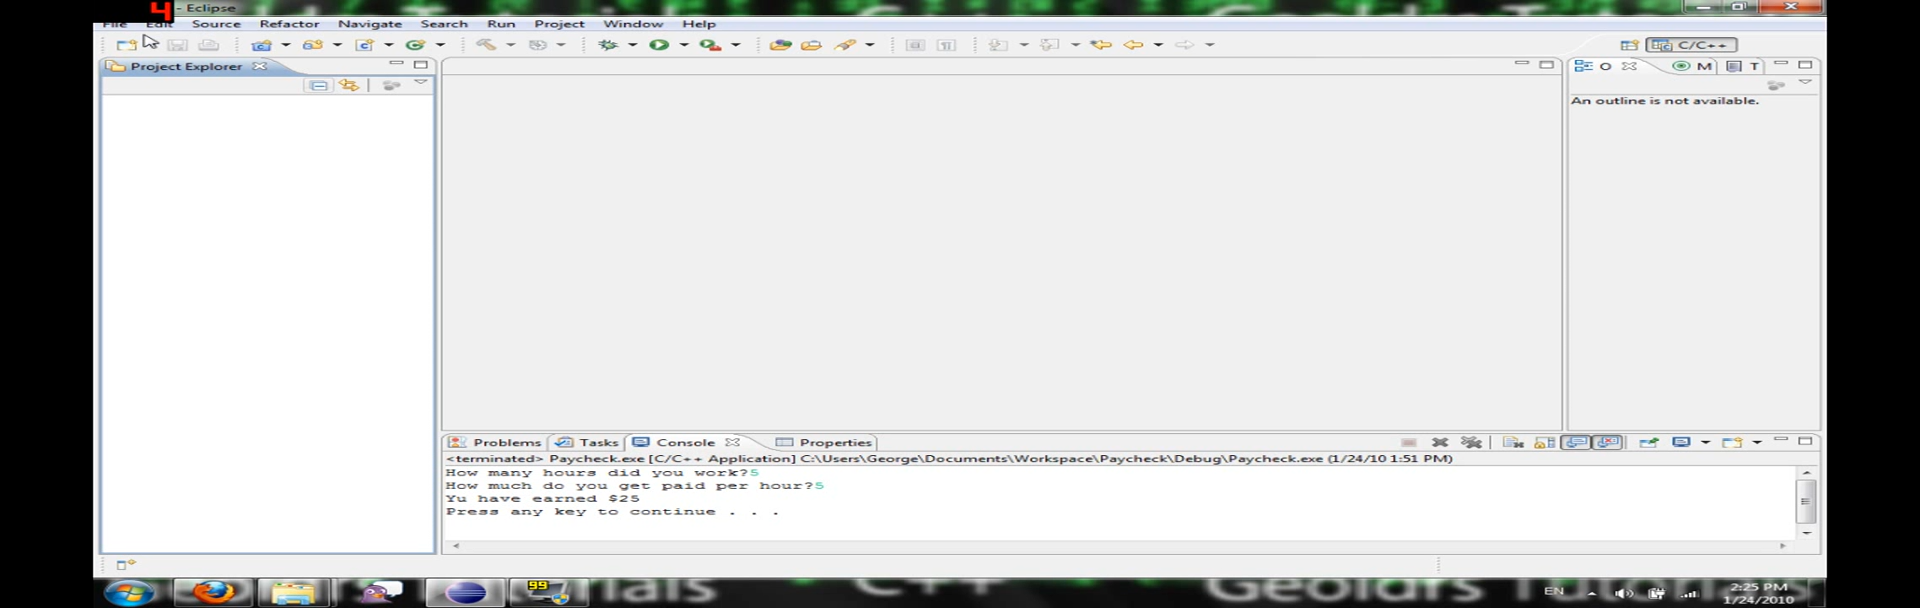 4 - Eclipse
File Edit Source Refactor Navigate Search Run Project Window Help
C/C++
Project Explorer
O M T
An outline is not available.
Problems Tasks Console Properties
<terminated> Paycheck.exe [C/C++ Application] C:\Users\George\Documents\Workspace\Paycheck\Debug\Paycheck.exe (1/24/10 1:51 PM)
How many hours did you work?5
How much do you get paid per hour?5
Yu have earned $25
Press any key to continue . . .
99
C++
EN
2:25 PM
1/24/2010